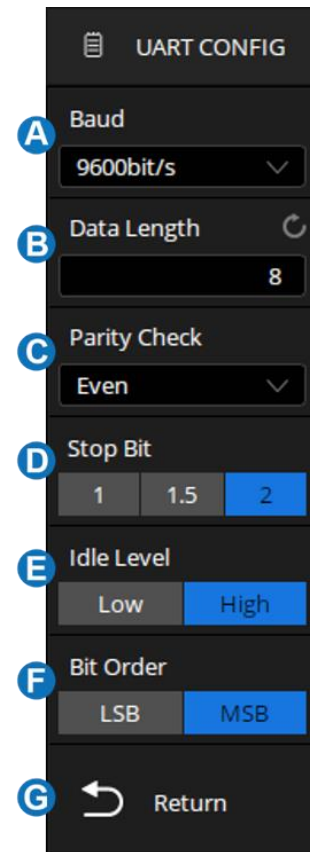 UART CONFIG
A
Baud
9600bit/s
B
Data Length
8
C
Parity Check
Even
D
Stop Bit
1 1.5 2
E
Idle Level
Low High
F
Bit Order
LSB MSB
G
Return